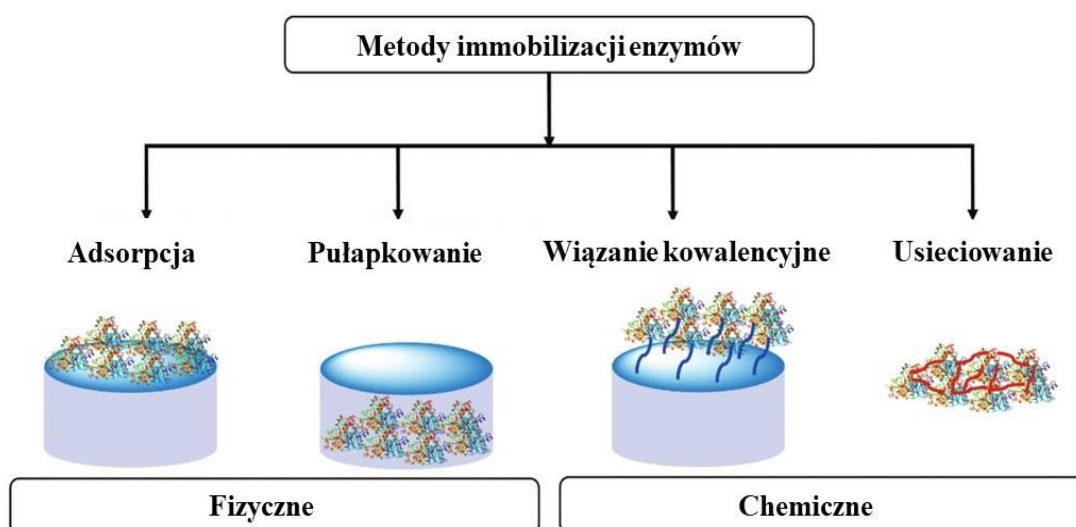 Metody immobilizacji enzymów
Adsorpcja
Pułapkowanie
Wiązanie kowalencyjne
Usieciowanie
Fizyczne
Chemiczne